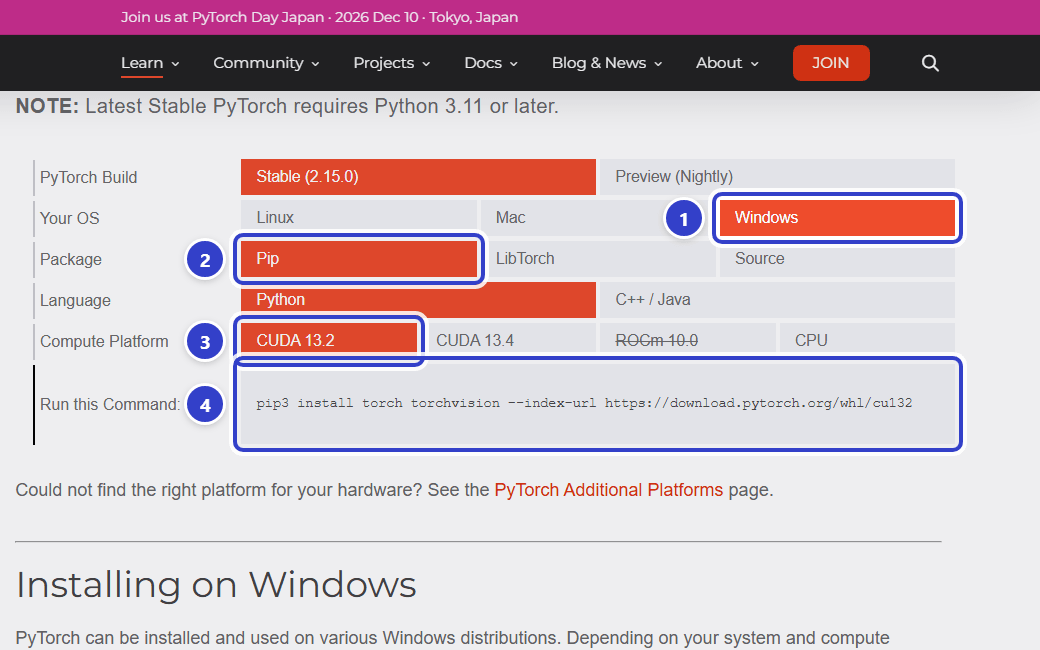 Join us at PyTorch Day Japan · 2026 Dec 10 · Tokyo, Japan
Learn Community Projects Docs Blog & News About JOIN
NOTE: Latest Stable PyTorch requires Python 3.11 or later.
PyTorch Build Stable (2.15.0) Preview (Nightly)
Your OS Linux Mac 1 Windows
Package 2 Pip LibTorch Source
Language Python C++ / Java
Compute Platform 3 CUDA 13.2 CUDA 13.4 ROCm 10.0 CPU
Run this Command: 4 pip3 install torch torchvision --index-url https://download.pytorch.org/whl/cu132
Could not find the right platform for your hardware? See the PyTorch Additional Platforms page.
Installing on Windows
PyTorch can be installed and used on various Windows distributions. Depending on your system and compute